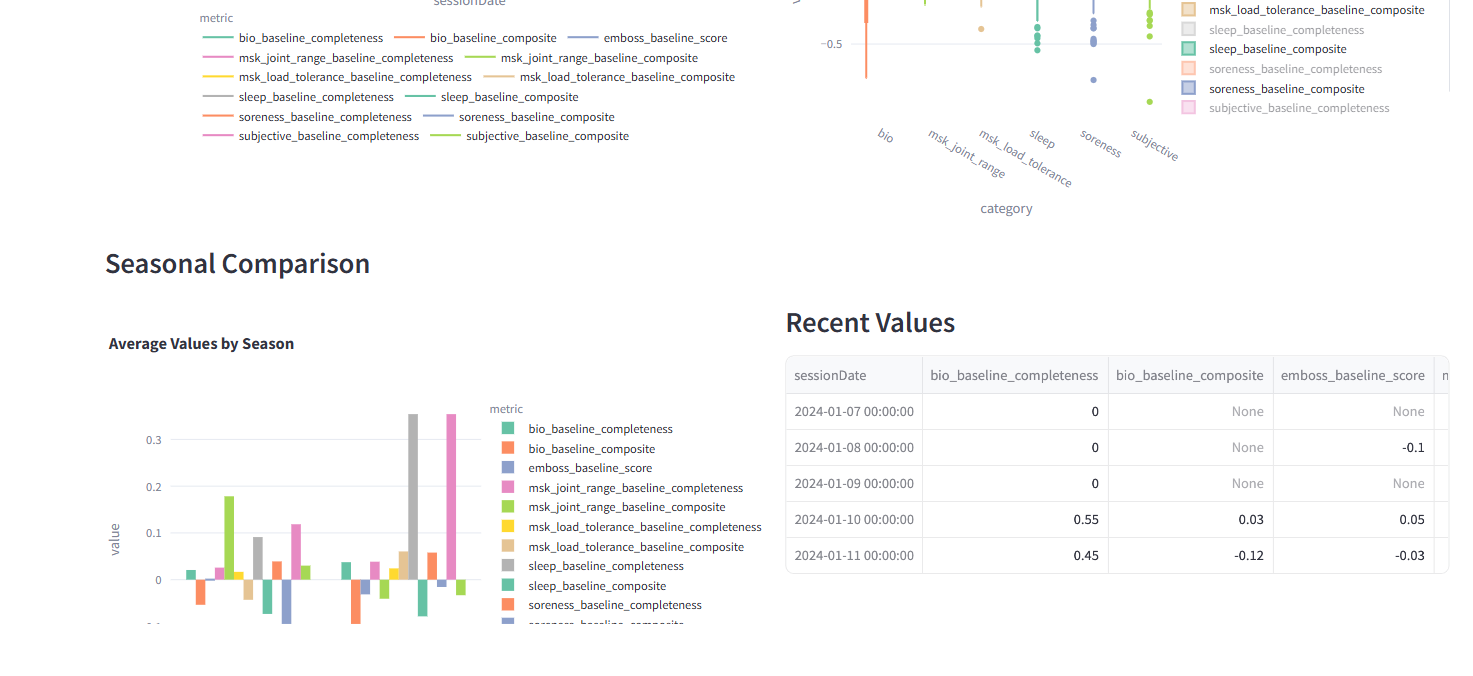 sessionDate
metric
bio_baseline_completeness bio_baseline_composite emboss_baseline_score
msk_joint_range_baseline_completeness msk_joint_range_baseline_composite
msk_load_tolerance_baseline_completeness msk_load_tolerance_baseline_composite
sleep_baseline_completeness sleep_baseline_composite
soreness_baseline_completeness soreness_baseline_composite
subjective_baseline_completeness subjective_baseline_composite
−0.5
bio
msk_joint_range
msk_load_tolerance
sleep
soreness
subjective
category
msk_load_tolerance_baseline_composite
sleep_baseline_completeness
sleep_baseline_composite
soreness_baseline_completeness
soreness_baseline_composite
subjective_baseline_completeness
Seasonal Comparison
Average Values by Season
value
0.3
0.2
0.1
0
metric
bio_baseline_completeness
bio_baseline_composite
emboss_baseline_score
msk_joint_range_baseline_completeness
msk_joint_range_baseline_composite
msk_load_tolerance_baseline_completeness
msk_load_tolerance_baseline_composite
sleep_baseline_completeness
sleep_baseline_composite
soreness_baseline_completeness
soreness_baseline_composite
Recent Values
sessionDate bio_baseline_completeness bio_baseline_composite emboss_baseline_score
2024-01-07 00:00:00 0 None None
2024-01-08 00:00:00 0 None -0.1
2024-01-09 00:00:00 0 None None
2024-01-10 00:00:00 0.55 0.03 0.05
2024-01-11 00:00:00 0.45 -0.12 -0.03